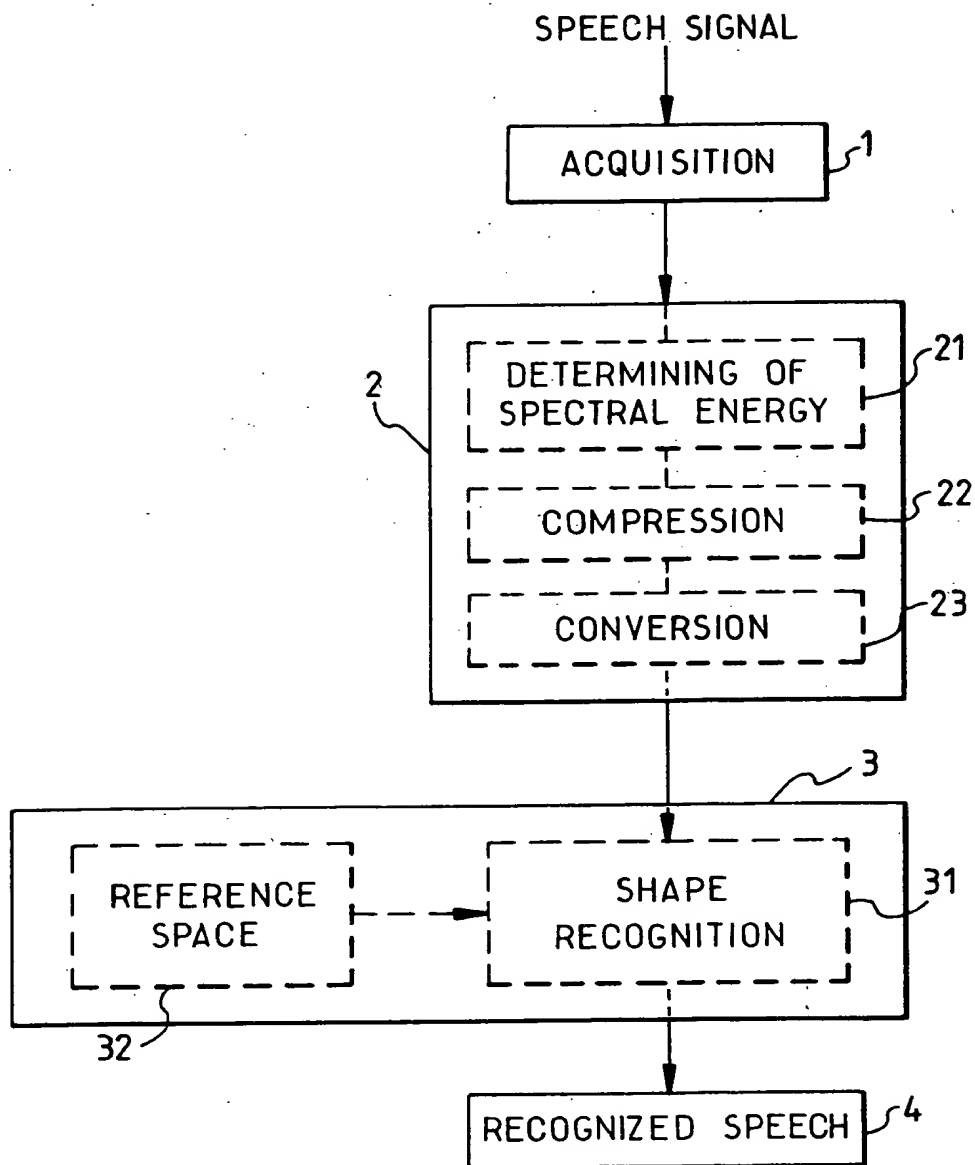 SPEECH SIGNAL
ACQUISITION
1
DETERMINING OF
SPECTRAL ENERGY
21
2
COMPRESSION
22
CONVERSION
23
3
REFERENCE
SPACE
SHAPE
RECOGNITION
31
32
RECOGNIZED SPEECH
4